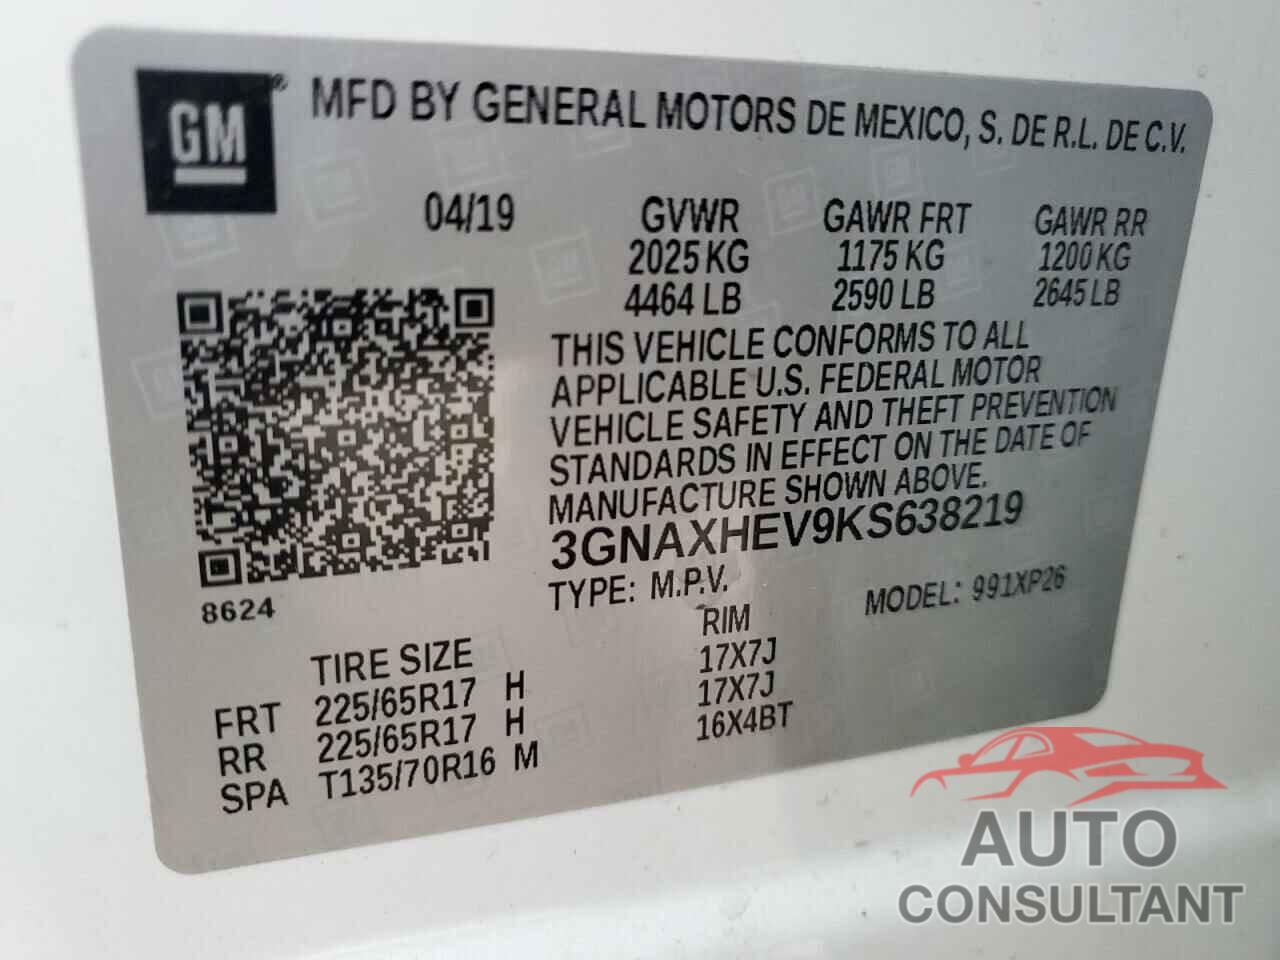 GM® MFD BY GENERAL MOTORS DE MEXICO, S. DE R.L. DE C.V.
04/19 GVWR GAWR FRT GAWR RR
2025 KG 1175 KG 1200 KG
4464 LB 2590 LB 2645 LB
THIS VEHICLE CONFORMS TO ALL
APPLICABLE U.S. FEDERAL MOTOR
VEHICLE SAFETY AND THEFT PREVENTION
STANDARDS IN EFFECT ON THE DATE OF
MANUFACTURE SHOWN ABOVE.
3GNAXHEV9KS638219
8624 TYPE: M.P.V. MODEL: 991XP26
TIRE SIZE RIM
FRT 225/65R17 H 17X7J
RR 225/65R17 H 17X7J
SPA T135/70R16 M 16X4BT
AUTO
CONSULTANT